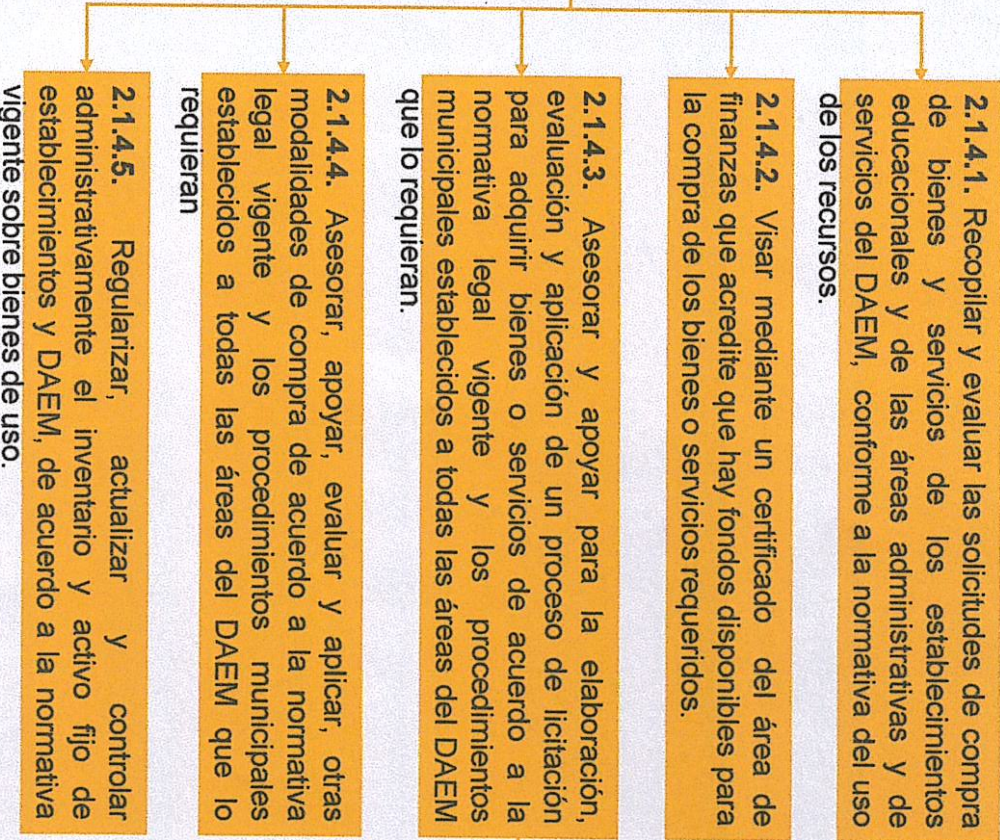 2.1.4.1. Recopilar y evaluar las solicitudes de compra
de bienes y servicios de los establecimientos
educacionales y de las áreas administrativas y de
servicios del DAEM, conforme a la normativa del uso
de los recursos.
2.1.4.2. Visar mediante un certificado del área de
finanzas que acredite que hay fondos disponibles para
la compra de los bienes o servicios requeridos.
2.1.4.3. Asesorar y apoyar para la elaboración,
evaluación y aplicación de un proceso de licitación
para adquirir bienes o servicios de acuerdo a la
normativa legal vigente y los procedimientos
municipales establecidos a todas las áreas del DAEM
que lo requieran.
2.1.4.4. Asesorar, apoyar, evaluar y aplicar, otras
modalidades de compra de acuerdo a la normativa
legal vigente y los procedimientos municipales
establecidos a todas las áreas del DAEM que lo
requieran
2.1.4.5. Regularizar, actualizar y controlar
administrativamente el inventario y activo fijo de
establecimientos y DAEM, de acuerdo a la normativa
vigente sobre bienes de uso.